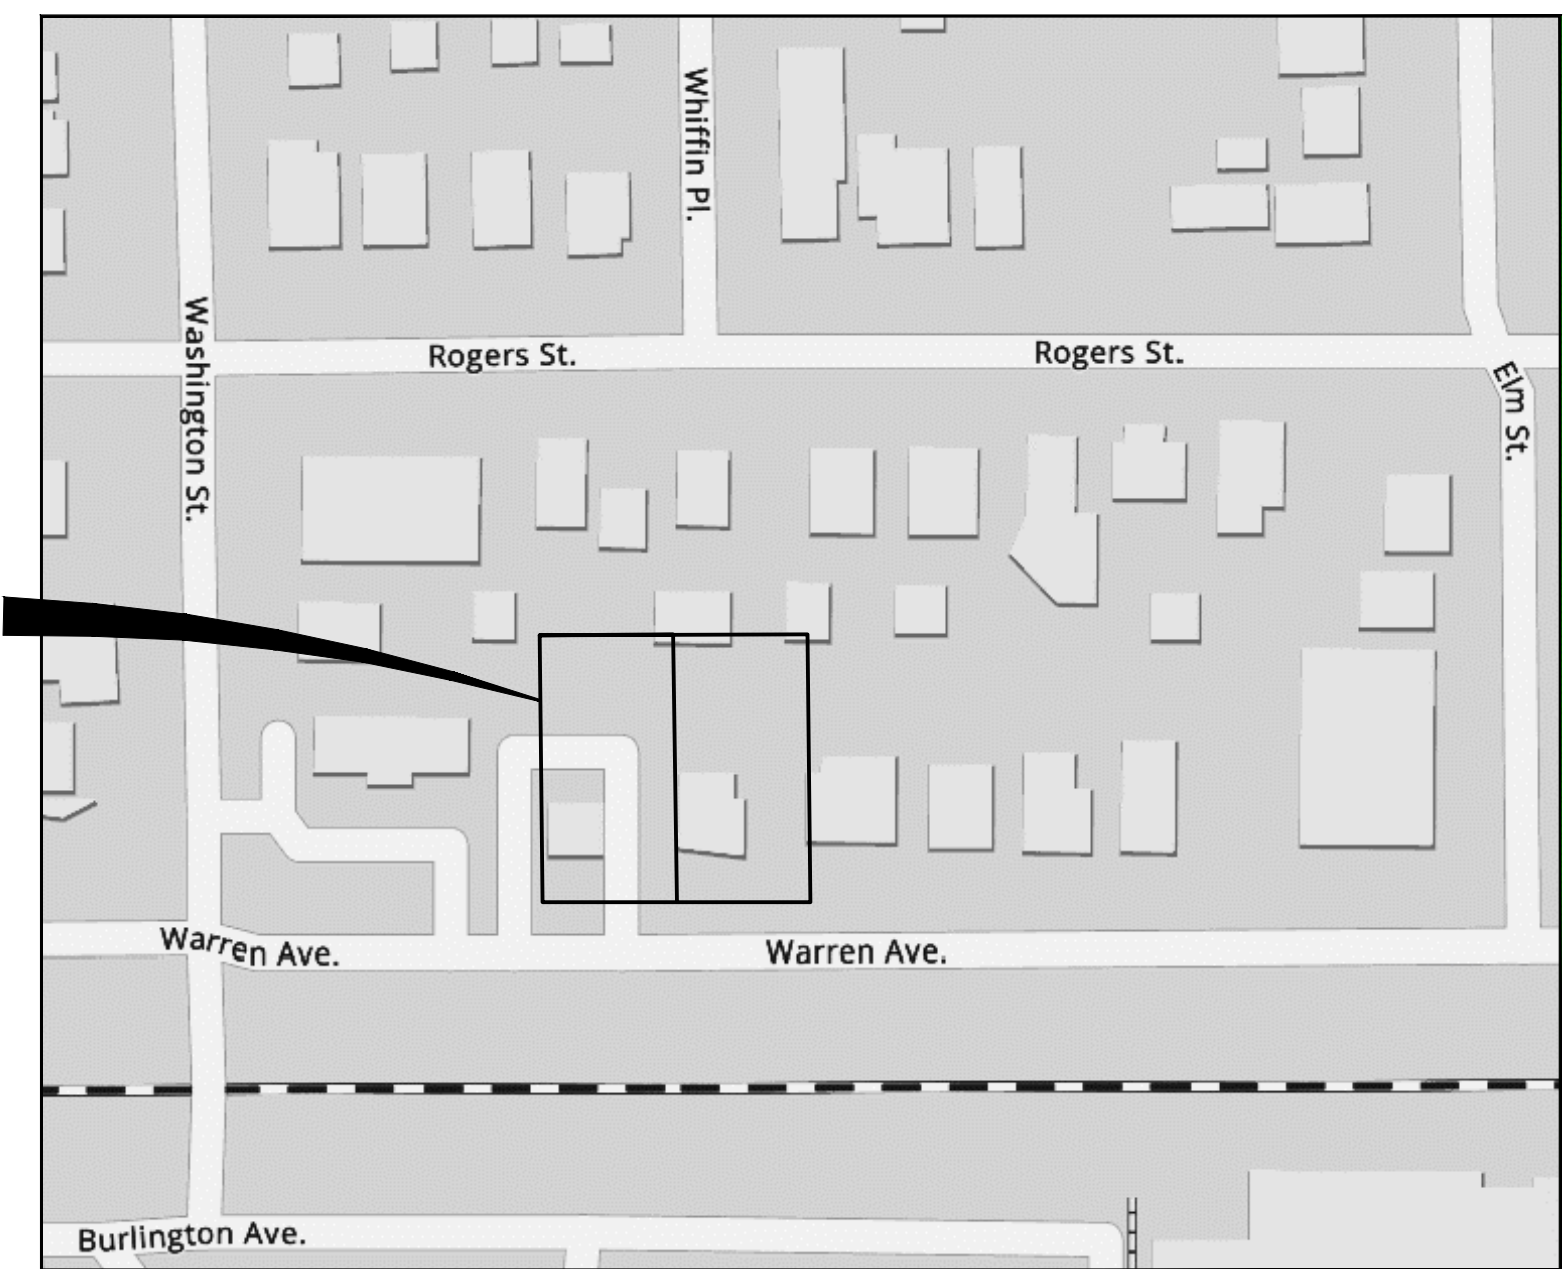 Whiffin Pl.
Washington St.
Rogers St.
Rogers St.
Elm St.
Warren Ave.
Warren Ave.
Burlington Ave.